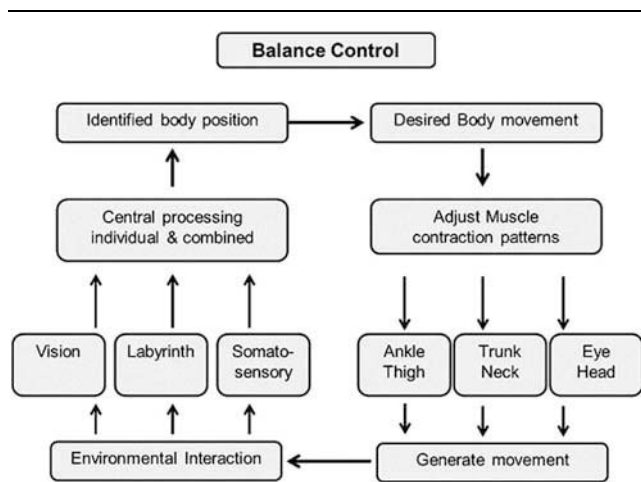 Balance Control
Identified body position
Desired Body movement
Central processing
individual & combined
Adjust Muscle
contraction patterns
Vision
Labyrinth
Somato-
sensory
Ankle
Thigh
Trunk
Neck
Eye
Head
Environmental Interaction
Generate movement